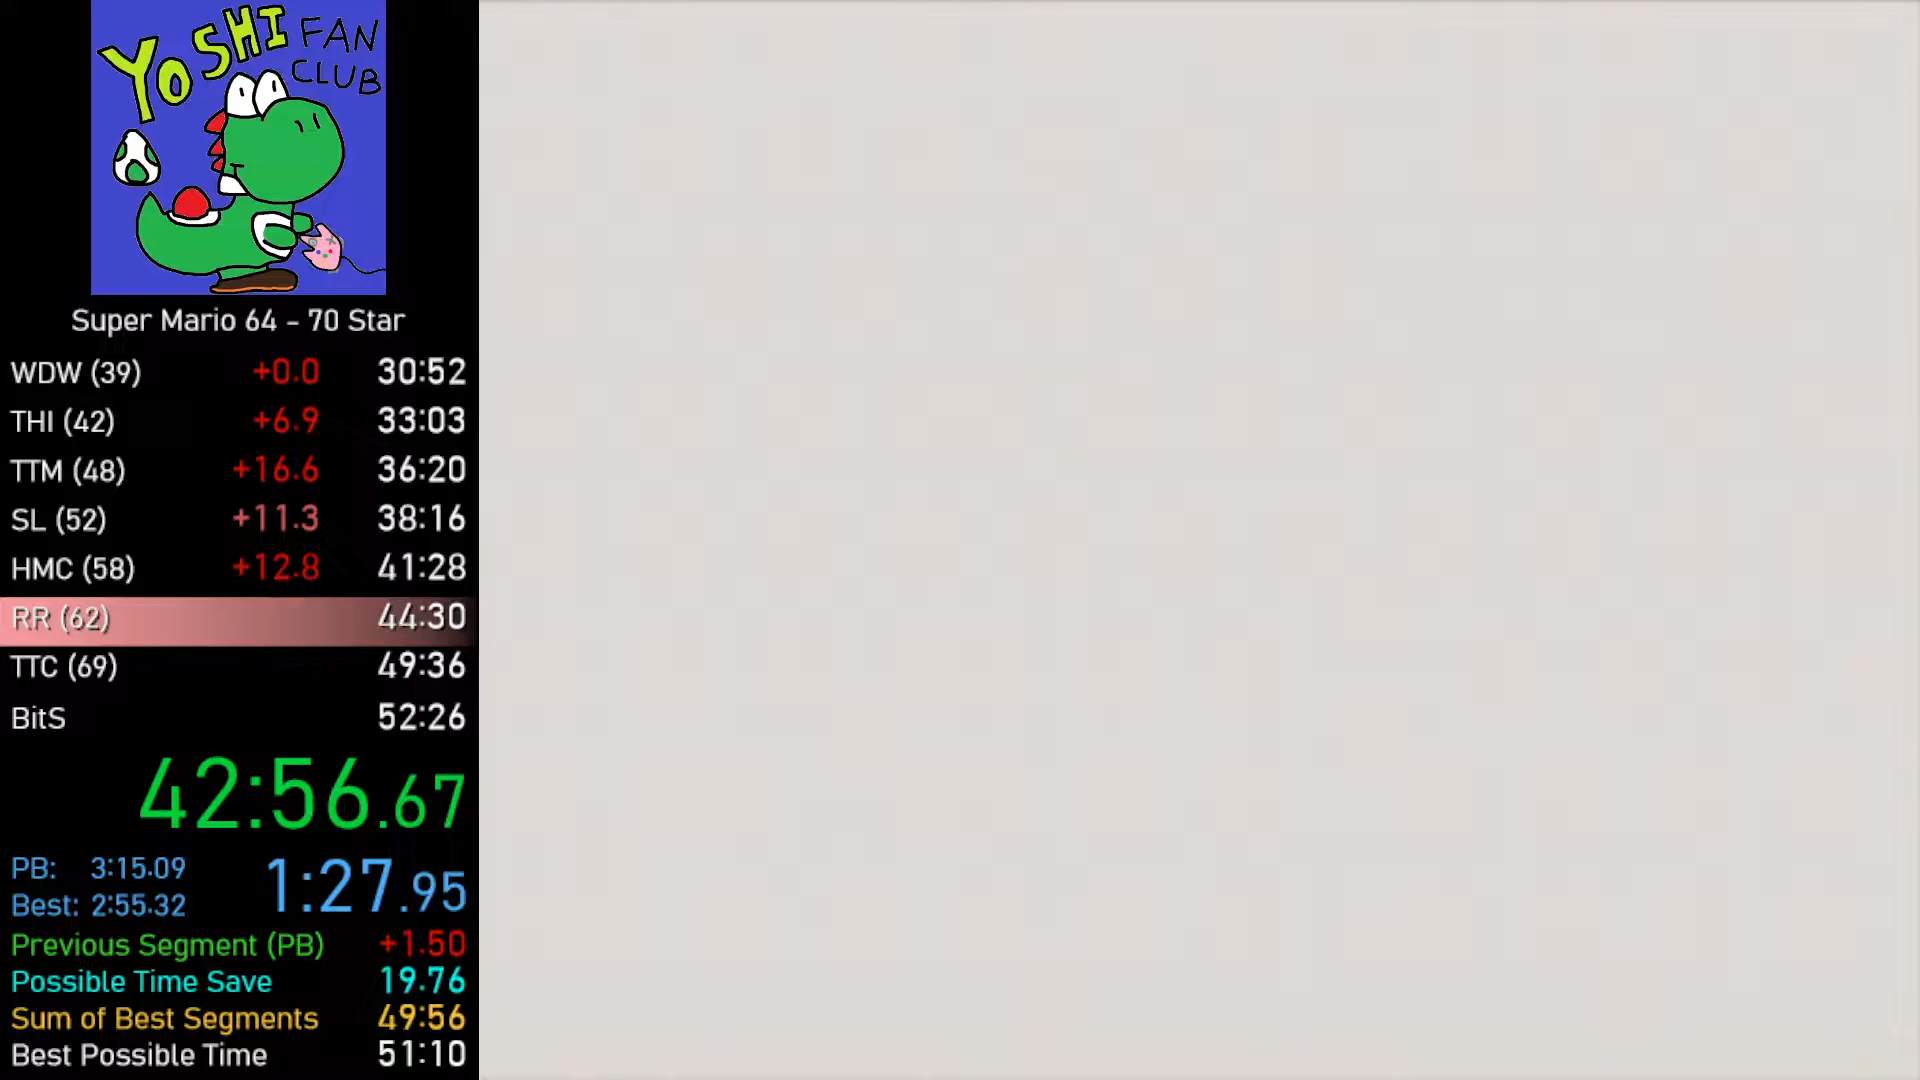 YOSHI FAN
CLUB
Super Mario 64 - 70 Star
WDW (39) +0.0 30:52
THI (42) +6.9 33:03
TTM (48) +16.6 36:20
SL (52) +11.3 38:16
HMC (58) +12.8 41:28
RR (62) 44:30
TTC (69) 49:36
BitS 52:26
42:56.67
PB: 3:15.09 1:27.95
Best: 2:55.32
Previous Segment (PB) +1.50
Possible Time Save 19.76
Sum of Best Segments 49:56
Best Possible Time 51:10